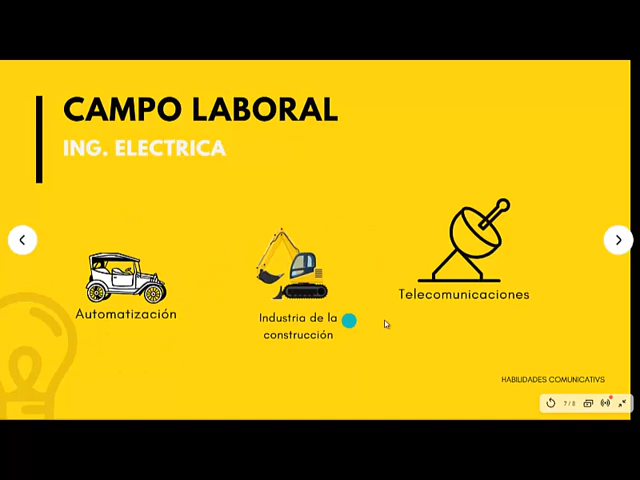 CAMPO LABORAL
ING. ELECTRICA
Automatización
Industria de la
construcción
Telecomunicaciones
HABILIDADES COMUNICATIVS
7 / 8